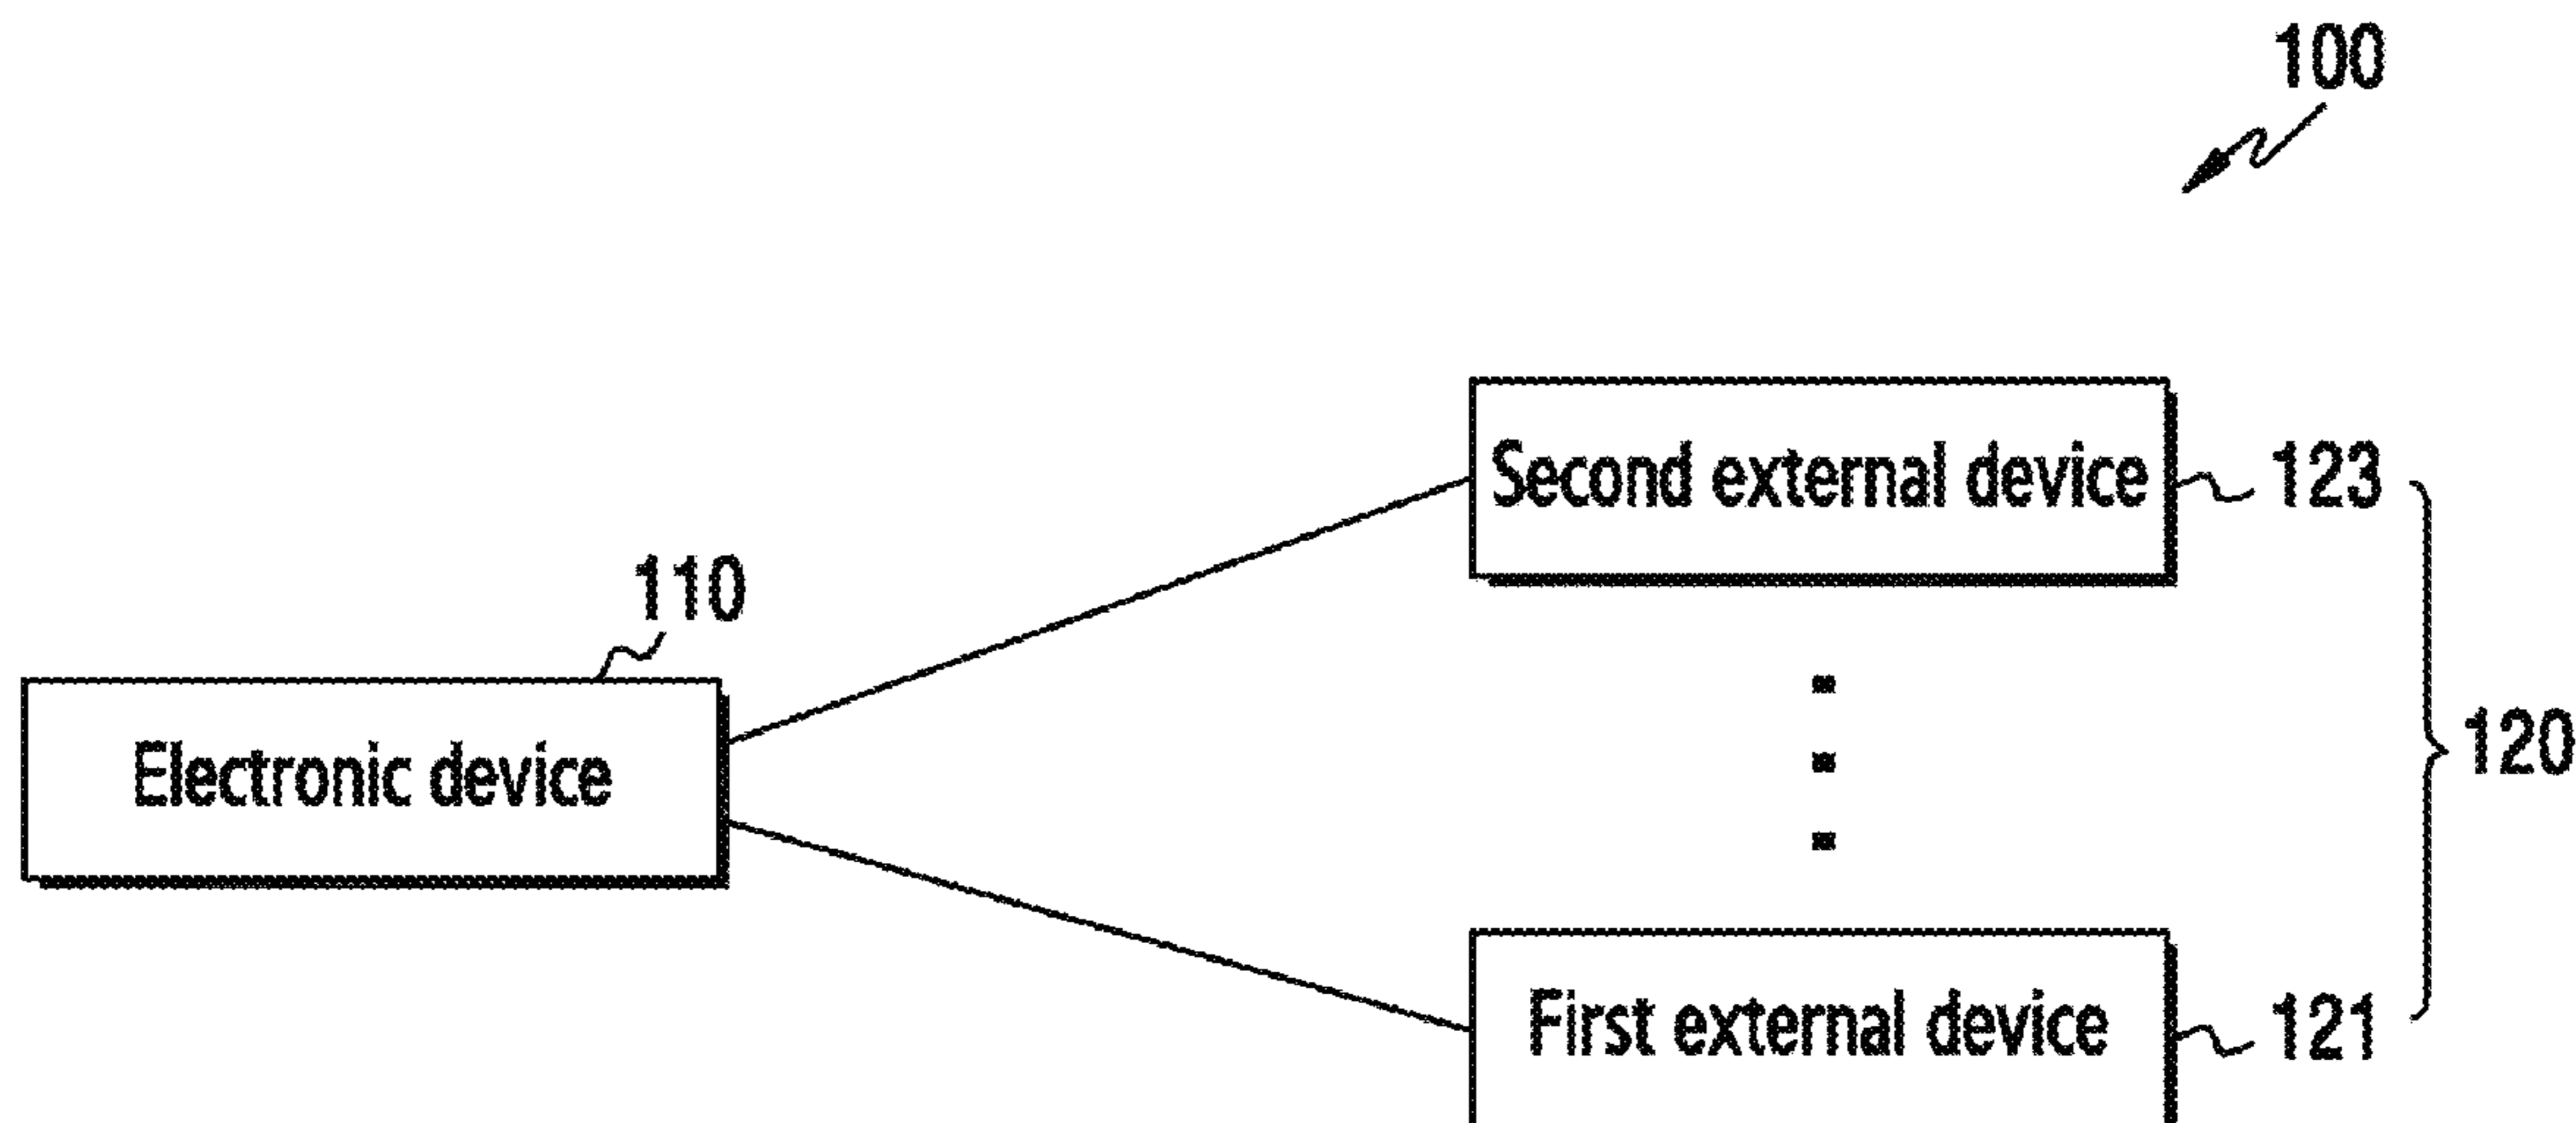 100
Second external device
123
110
Electronic device
120
First external device
121